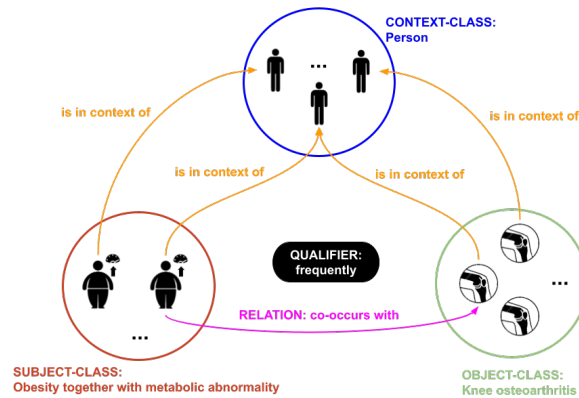 CONTEXT-CLASS:
Person
...
is in context of
is in context of
is in context of
is in context of
QUALIFIER:
frequently
...
RELATION: co-occurs with
...
SUBJECT-CLASS:
Obesity together with metabolic abnormality
OBJECT-CLASS:
Knee osteoarthritis